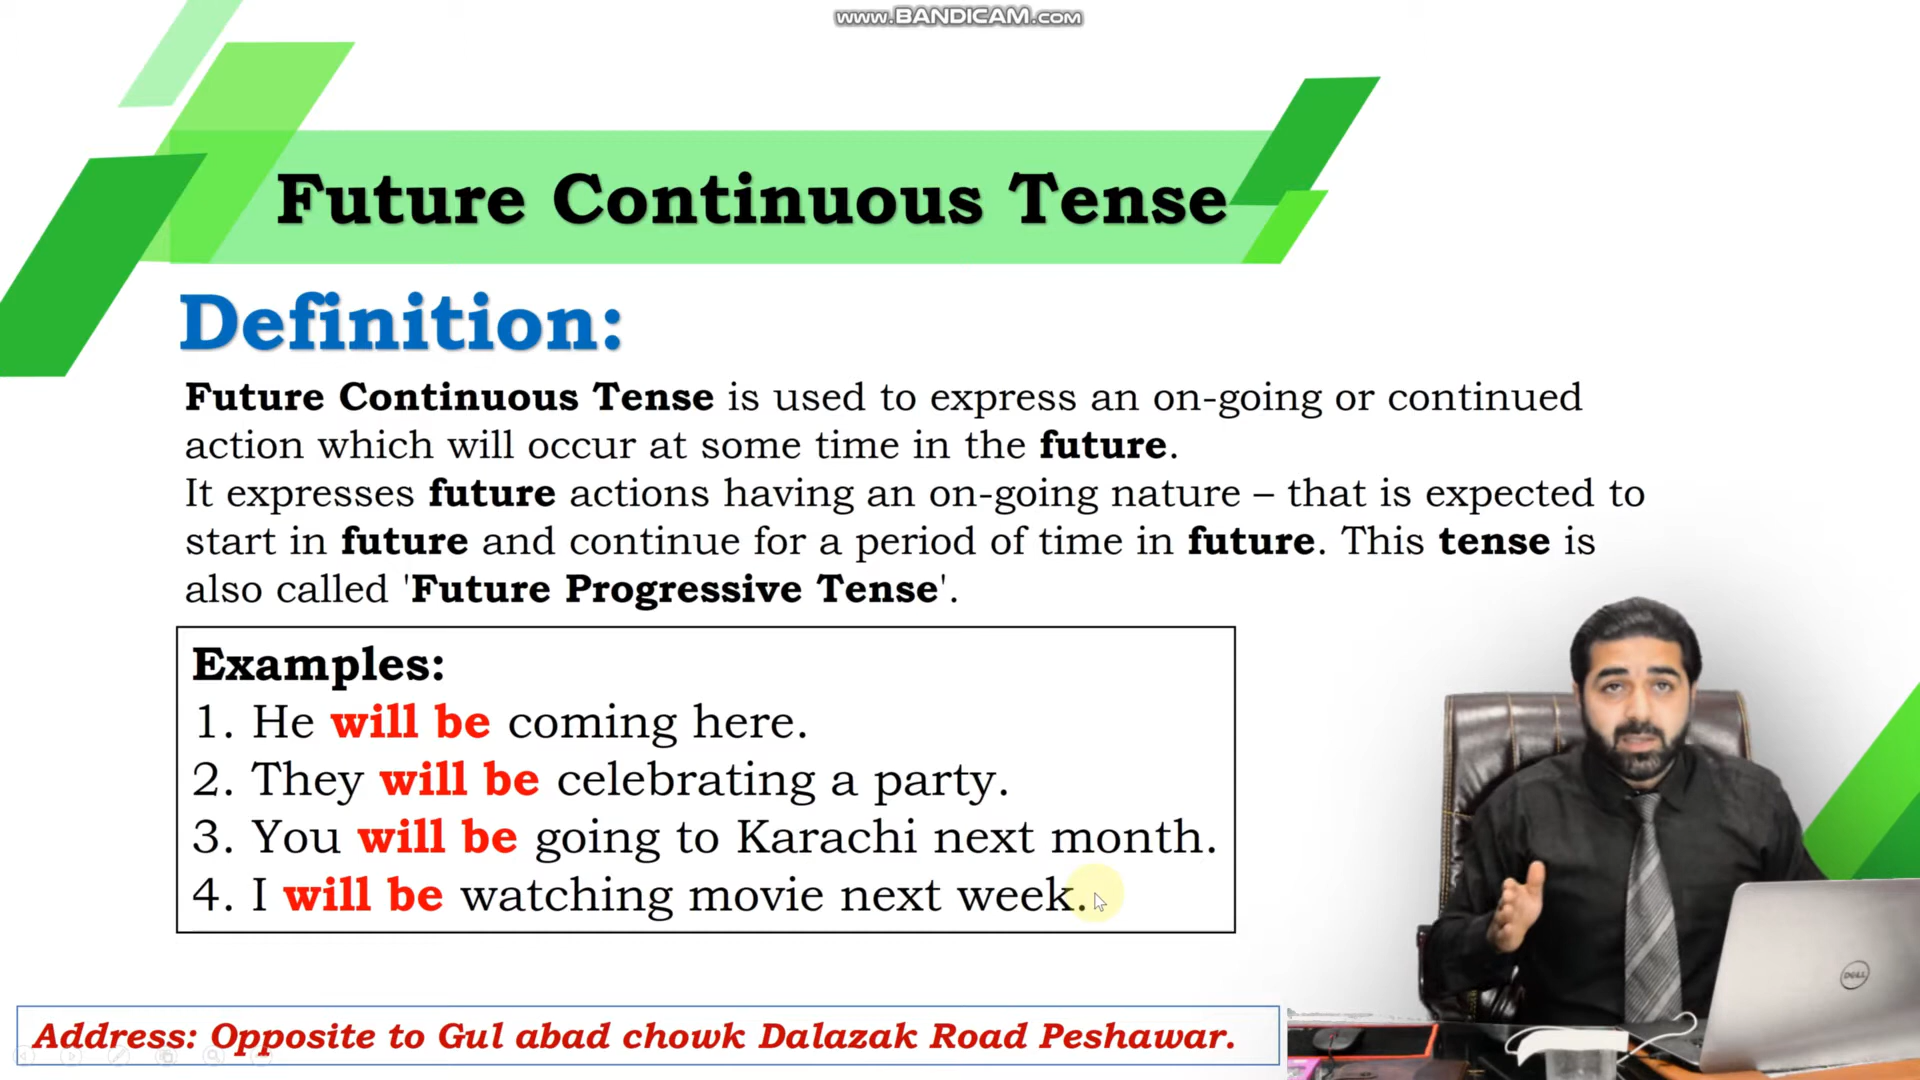 www.BANDICAM.com
Future Continuous Tense
Definition:
Future Continuous Tense is used to express an on-going or continued
action which will occur at some time in the future.
It expresses future actions having an on-going nature – that is expected to
start in future and continue for a period of time in future. This tense is
also called 'Future Progressive Tense'.
Examples:
1. He will be coming here.
2. They will be celebrating a party.
3. You will be going to Karachi next month.
4. I will be watching movie next week.
DELL
Address: Opposite to Gul abad chowk Dalazak Road Peshawar.